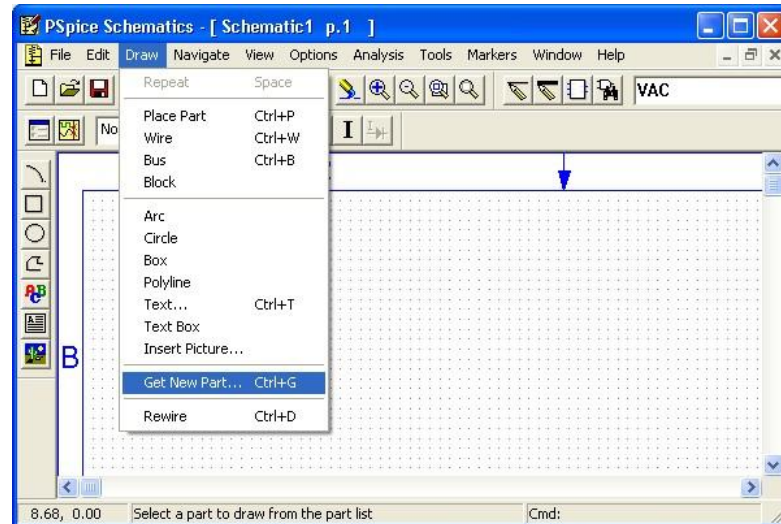 PSpice Schematics - [ Schematic1 p.1 ]
File Edit Draw Navigate View Options Analysis Tools Markers Window Help
VAC
No
I
Repeat Space
Place Part Ctrl+P
Wire Ctrl+W
Bus Ctrl+B
Block
Arc
Circle
Box
Polyline
Text... Ctrl+T
Text Box
Insert Picture...
Get New Part... Ctrl+G
Rewire Ctrl+D
ABC
B
8.68, 0.00 Select a part to draw from the part list Cmd: